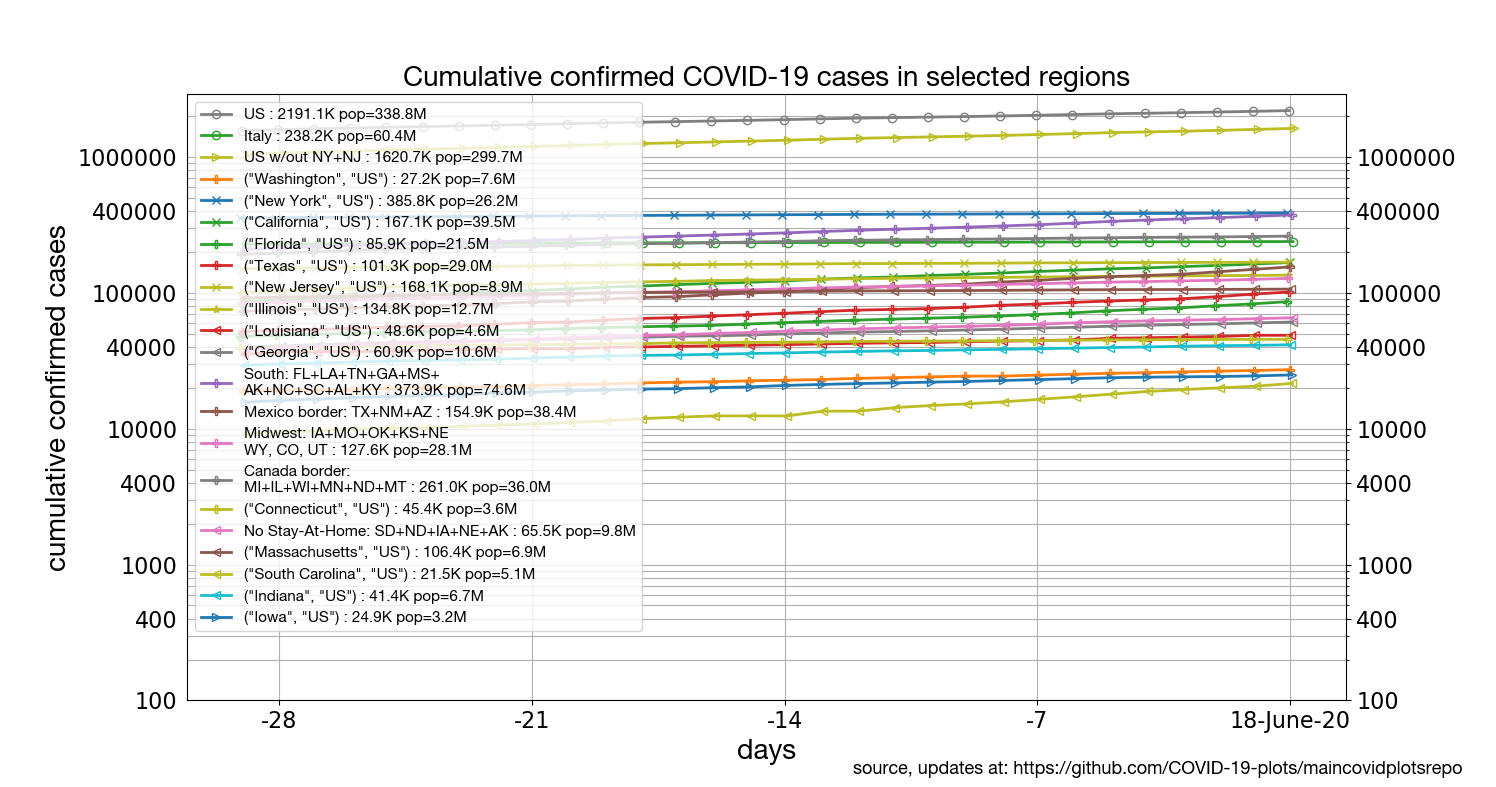 Cumulative confirmed COVID-19 cases in selected regions
US : 2191.1K pop=338.8M
Italy : 238.2K pop=60.4M
US w/out NY+NJ : 1620.7K pop=299.7M
("Washington", "US") : 27.2K pop=7.6M
("New York", "US") : 385.8K pop=26.2M
("California", "US") : 167.1K pop=39.5M
("Florida", "US") : 85.9K pop=21.5M
("Texas", "US") : 101.3K pop=29.0M
("New Jersey", "US") : 168.1K pop=8.9M
("Illinois", "US") : 134.8K pop=12.7M
("Louisiana", "US") : 48.6K pop=4.6M
("Georgia", "US") : 60.9K pop=10.6M
South: FL+LA+TN+GA+MS+
AK+NC+SC+AL+KY : 373.9K pop=74.6M
Mexico border: TX+NM+AZ : 154.9K pop=38.4M
Midwest: IA+MO+OK+KS+NE
WY, CO, UT : 127.6K pop=28.1M
Canada border:
MI+IL+WI+MN+ND+MT : 261.0K pop=36.0M
("Connecticut", "US") : 45.4K pop=3.6M
No Stay-At-Home: SD+ND+IA+NE+AK : 65.5K pop=9.8M
("Massachusetts", "US") : 106.4K pop=6.9M
("South Carolina", "US") : 21.5K pop=5.1M
("Indiana", "US") : 41.4K pop=6.7M
("Iowa", "US") : 24.9K pop=3.2M
cumulative confirmed cases
1000000
400000
100000
40000
10000
4000
1000
400
100
1000000
400000
100000
40000
10000
4000
1000
400
100
-28
-21
-14
-7
18-June-20
days
source, updates at: https://github.com/COVID-19-plots/maincovidplotsrepo